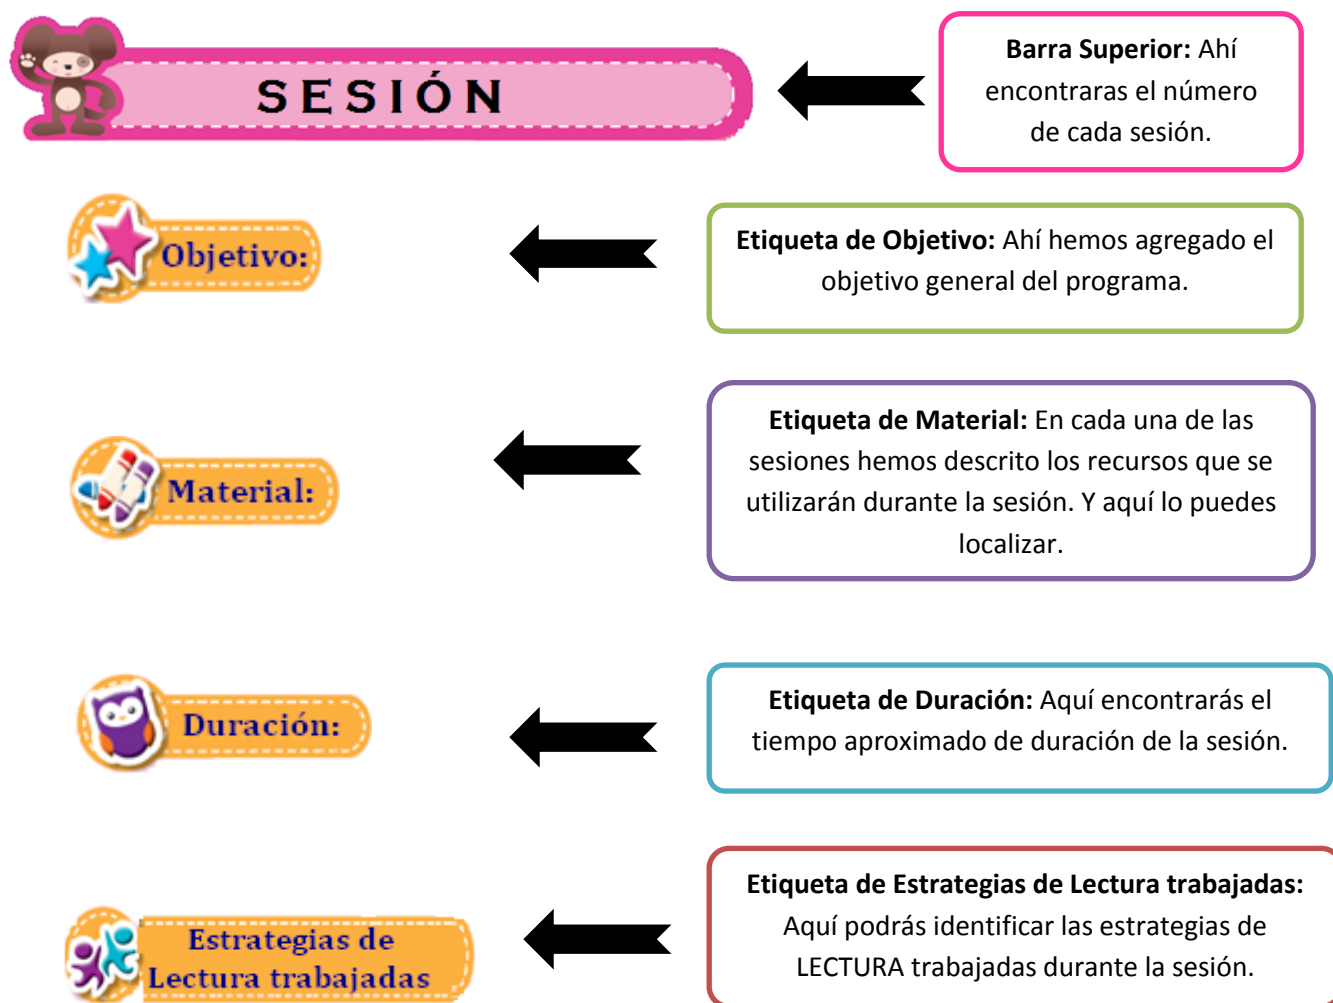 SESIÓN
Barra Superior: Ahí
encontraras el número
de cada sesión.
Objetivo:
Etiqueta de Objetivo: Ahí hemos agregado el
objetivo general del programa.
Material:
Etiqueta de Material: En cada una de las
sesiones hemos descrito los recursos que se
utilizarán durante la sesión. Y aquí lo puedes
localizar.
Duración:
Etiqueta de Duración: Aquí encontrarás el
tiempo aproximado de duración de la sesión.
Estrategias de
Lectura trabajadas
Etiqueta de Estrategias de Lectura trabajadas:
Aquí podrás identificar las estrategias de
LECTURA trabajadas durante la sesión.